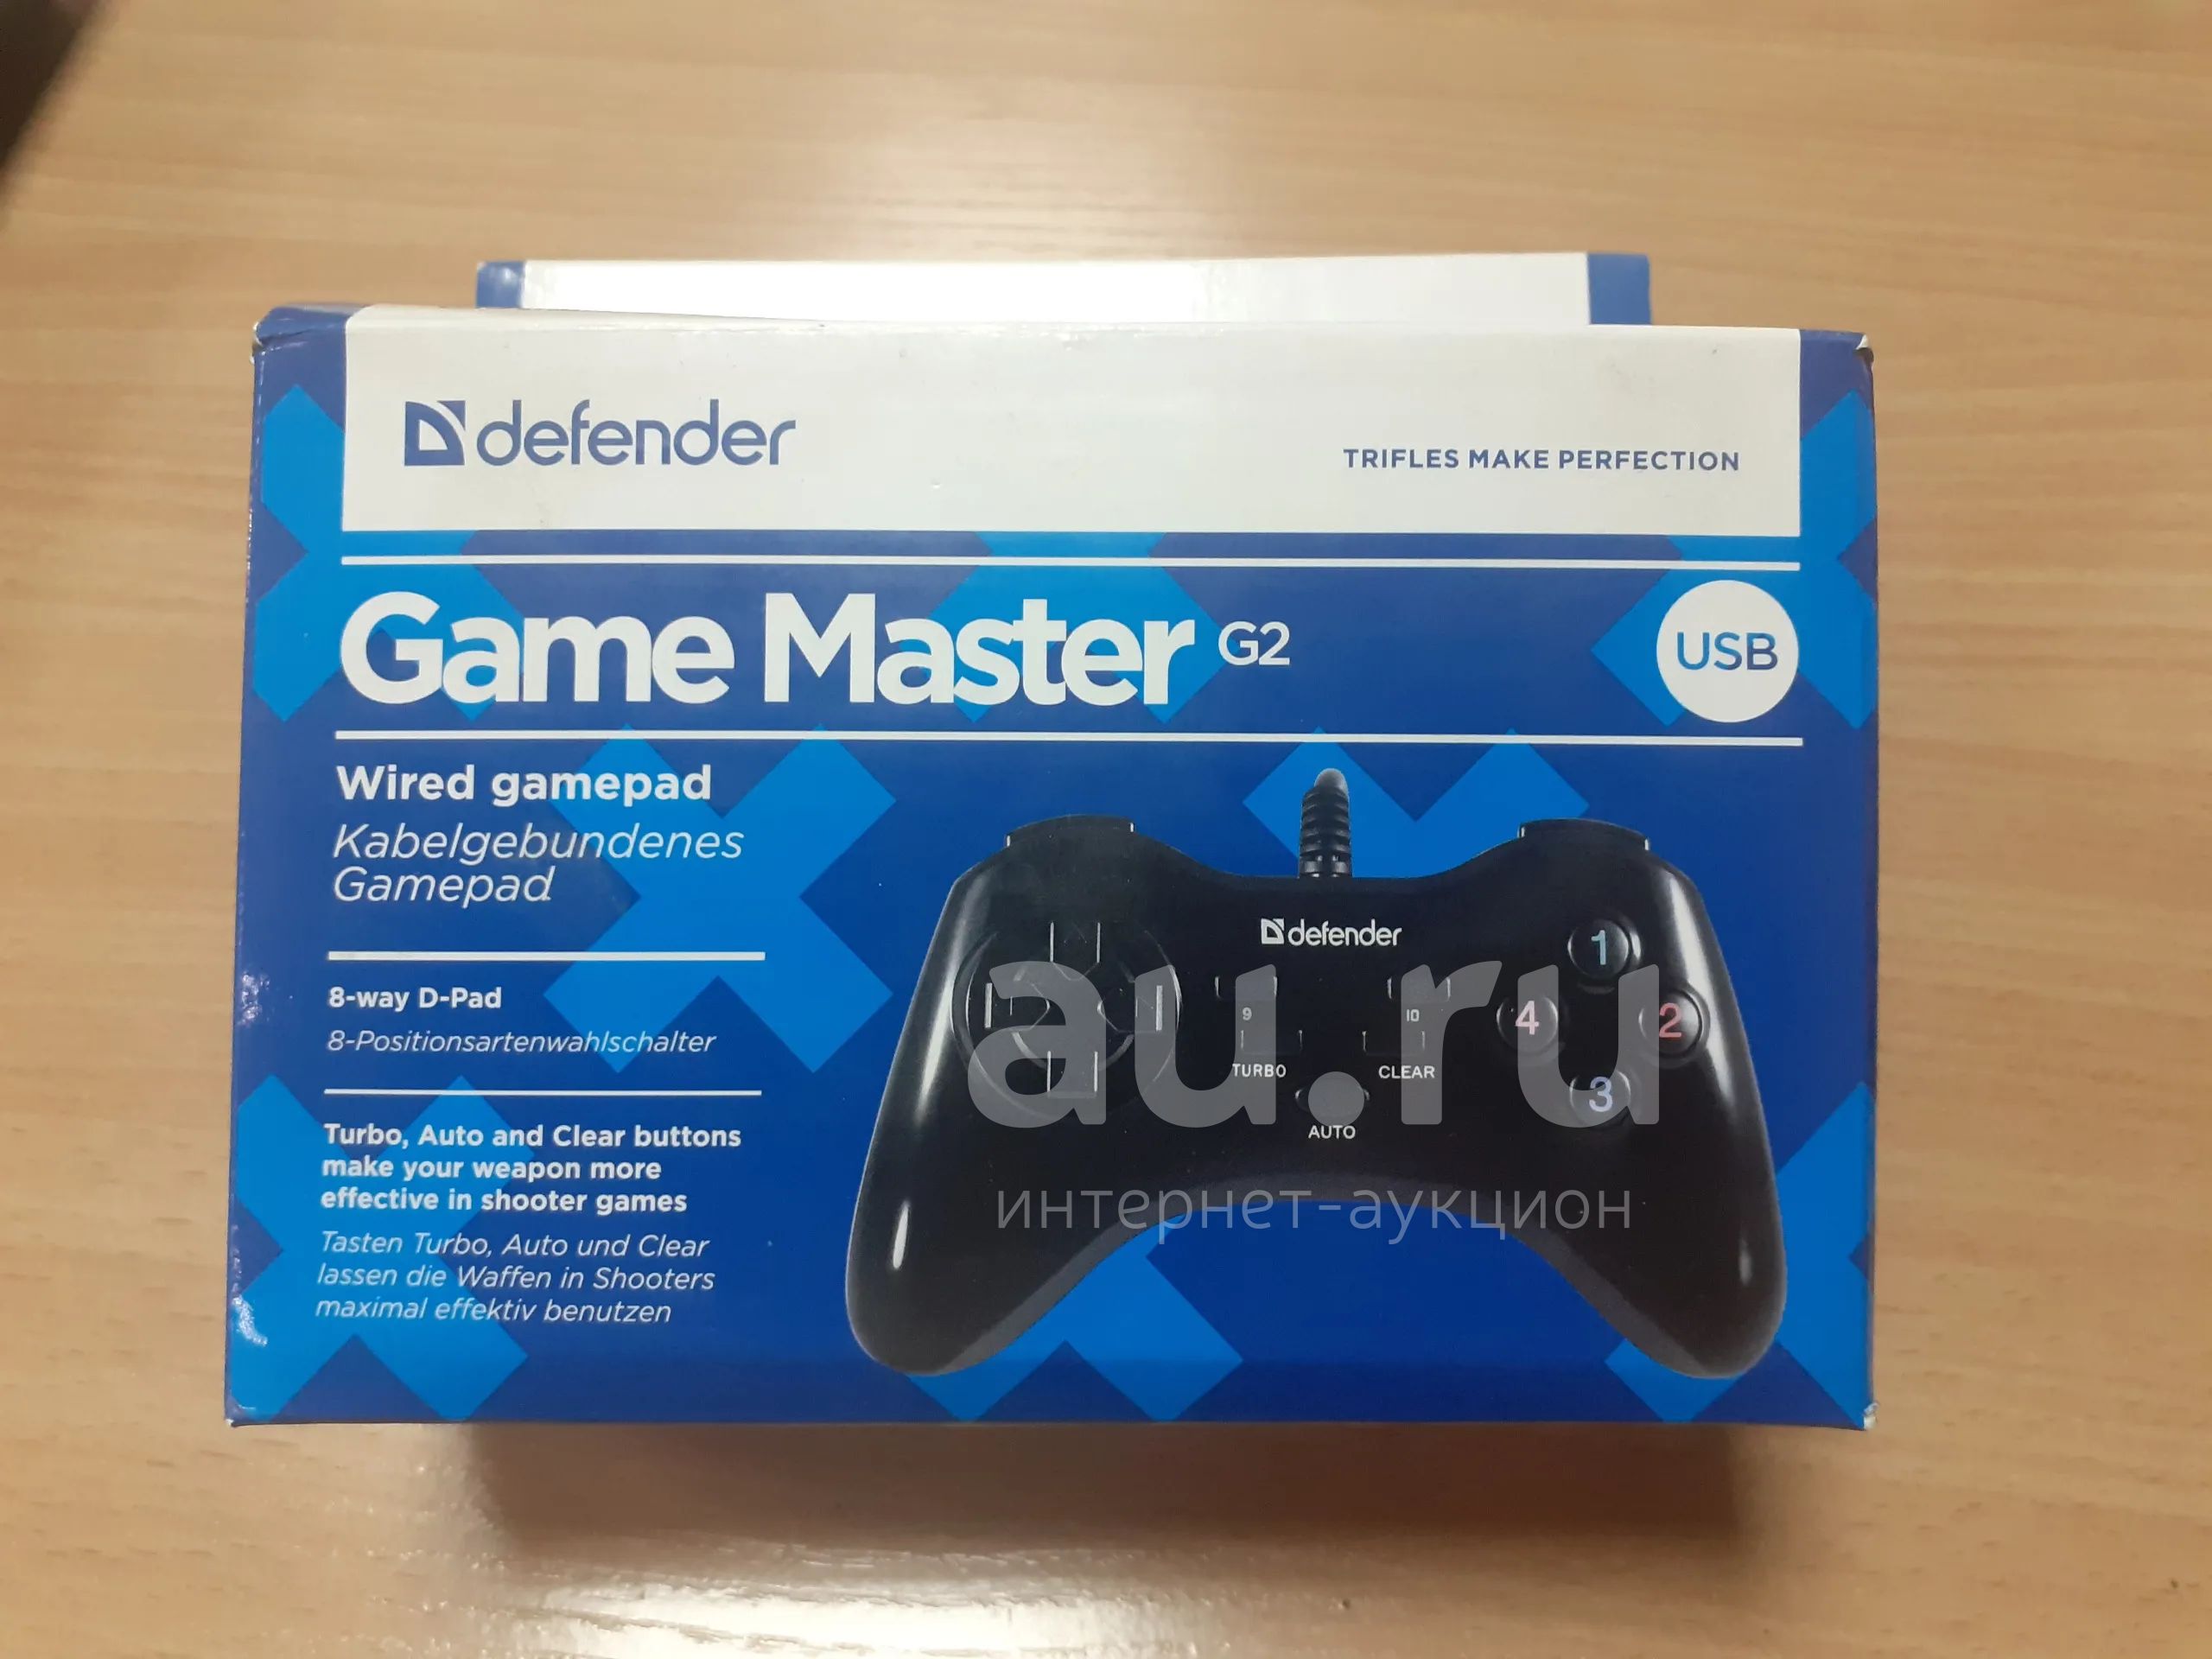 defender
TRIFLES MAKE PERFECTION
Game Master G2
USB
Wired gamepad
Kabelgebundenes
Gamepad
8-way D-Pad
8-Positionsartenwahlschalter
Turbo, Auto and Clear buttons
make your weapon more
effective in shooter games
Tasten Turbo, Auto und Clear
lassen die Waffen in Shooters
maximal effektiv benutzen
defender
1
9
10
4
2
TURBO
CLEAR
3
AUTO
au.ru
интернет-аукцион